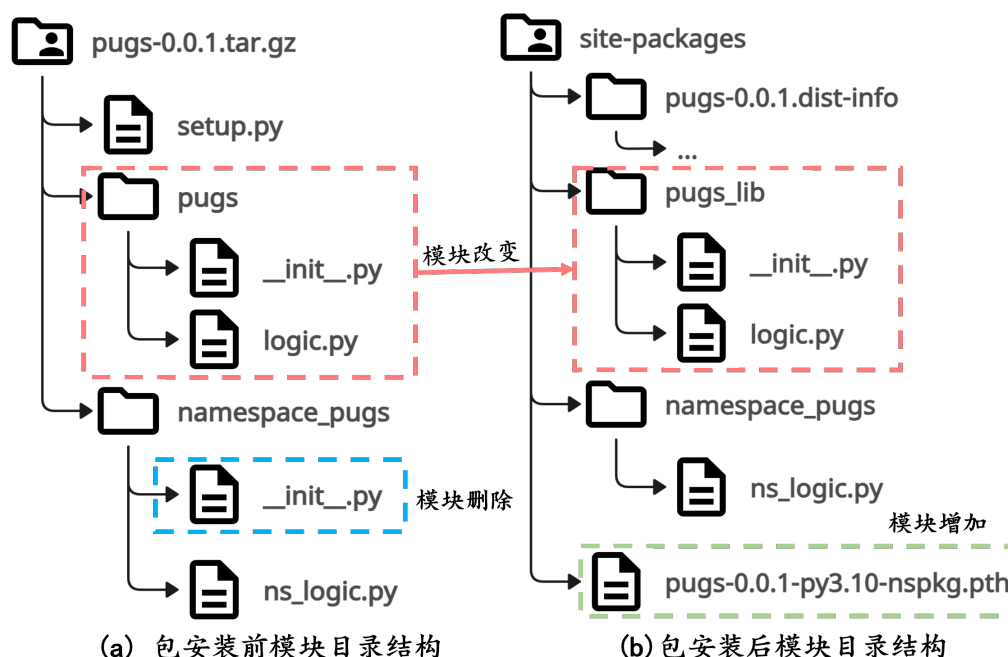 pugs-0.0.1.tar.gz
setup.py
pugs
__init__.py
logic.py
namespace_pugs
__init__.py
模块删除
ns_logic.py
(a) 包安装前模块目录结构
模块改变
site-packages
pugs-0.0.1.dist-info
...
pugs_lib
__init__.py
logic.py
namespace_pugs
ns_logic.py
模块增加
pugs-0.0.1-py3.10-nspkg.pth
(b)包安装后模块目录结构